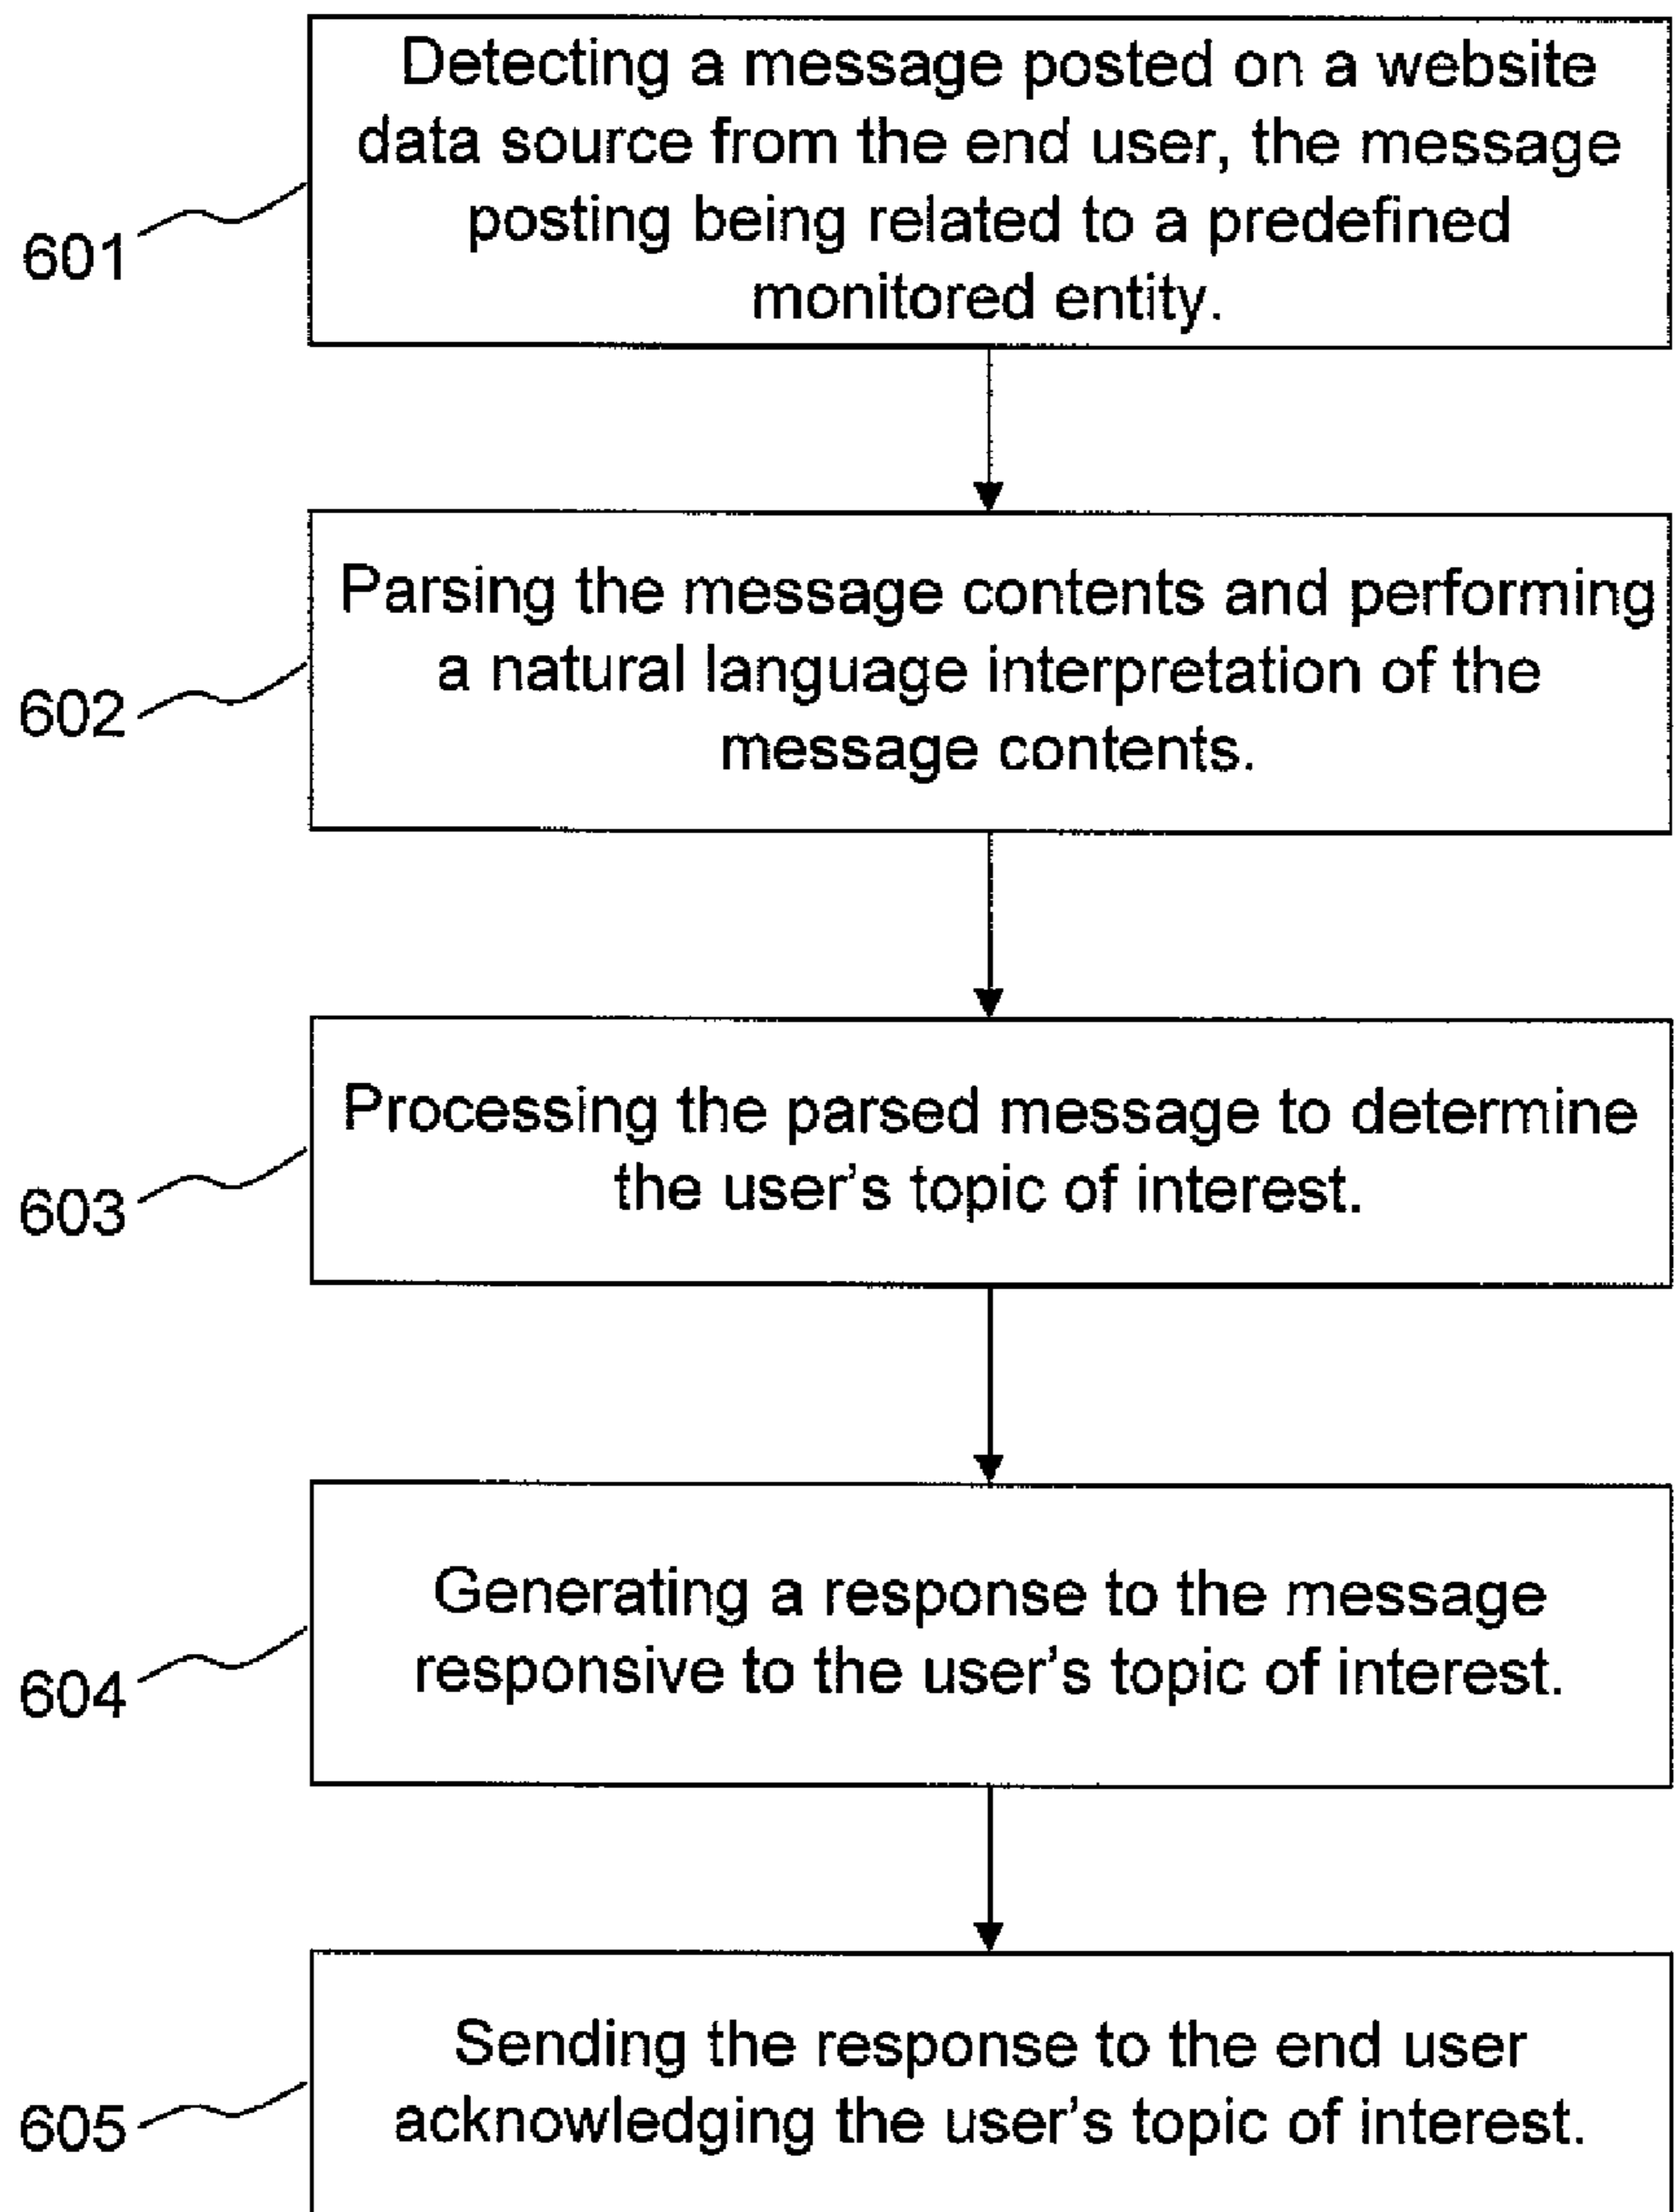 Detecting a message posted on a website
data source from the end user, the message
posting being related to a predefined
monitored entity.
601
Parsing the message contents and performing
a natural language interpretation of the
message contents.
602
Processing the parsed message to determine
the user's topic of interest.
603
Generating a response to the message
responsive to the user's topic of interest.
604
Sending the response to the end user
acknowledging the user's topic of interest.
605